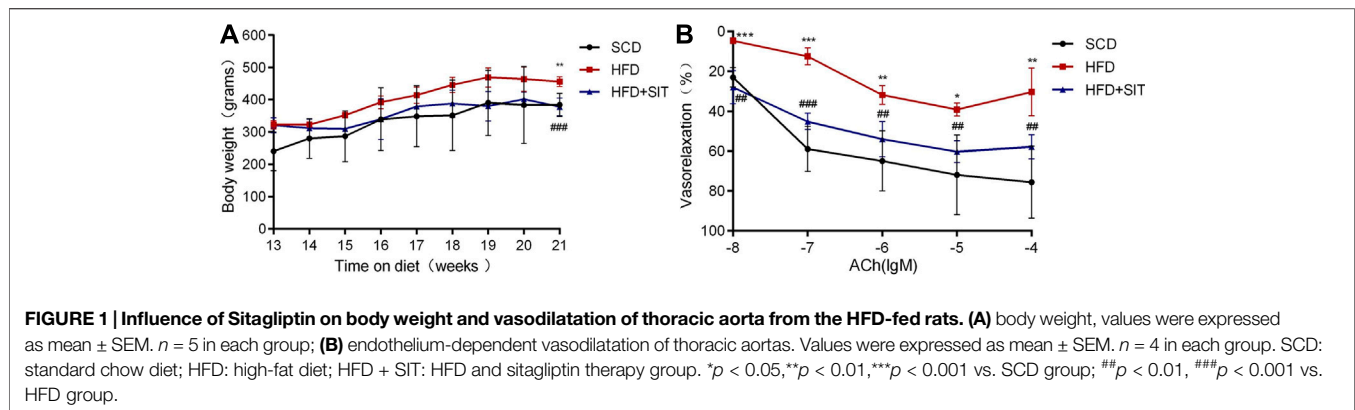 A
600
500
400
300
200
100
0
Body weight (grams)
13 14 15 16 17 18 19 20 21
Time on diet（weeks ）
**
###
SCD
HFD
HFD+SIT
B
0
20
40
60
80
100
Vasorelaxation（%）
*** *** ** * **
## ### ## ## ##
-8 -7 -6 -5 -4
ACh(lgM)
SCD
HFD
HFD+SIT
FIGURE 1 | Influence of Sitagliptin on body weight and vasodilatation of thoracic aorta from the HFD-fed rats. (A) body weight, values were expressed
as mean ± SEM. n = 5 in each group; (B) endothelium-dependent vasodilatation of thoracic aortas. Values were expressed as mean ± SEM. n = 4 in each group. SCD:
standard chow diet; HFD: high-fat diet; HFD + SIT: HFD and sitagliptin therapy group. *p < 0.05,**p < 0.01,***p < 0.001 vs. SCD group; ##p < 0.01, ###p < 0.001 vs.
HFD group.